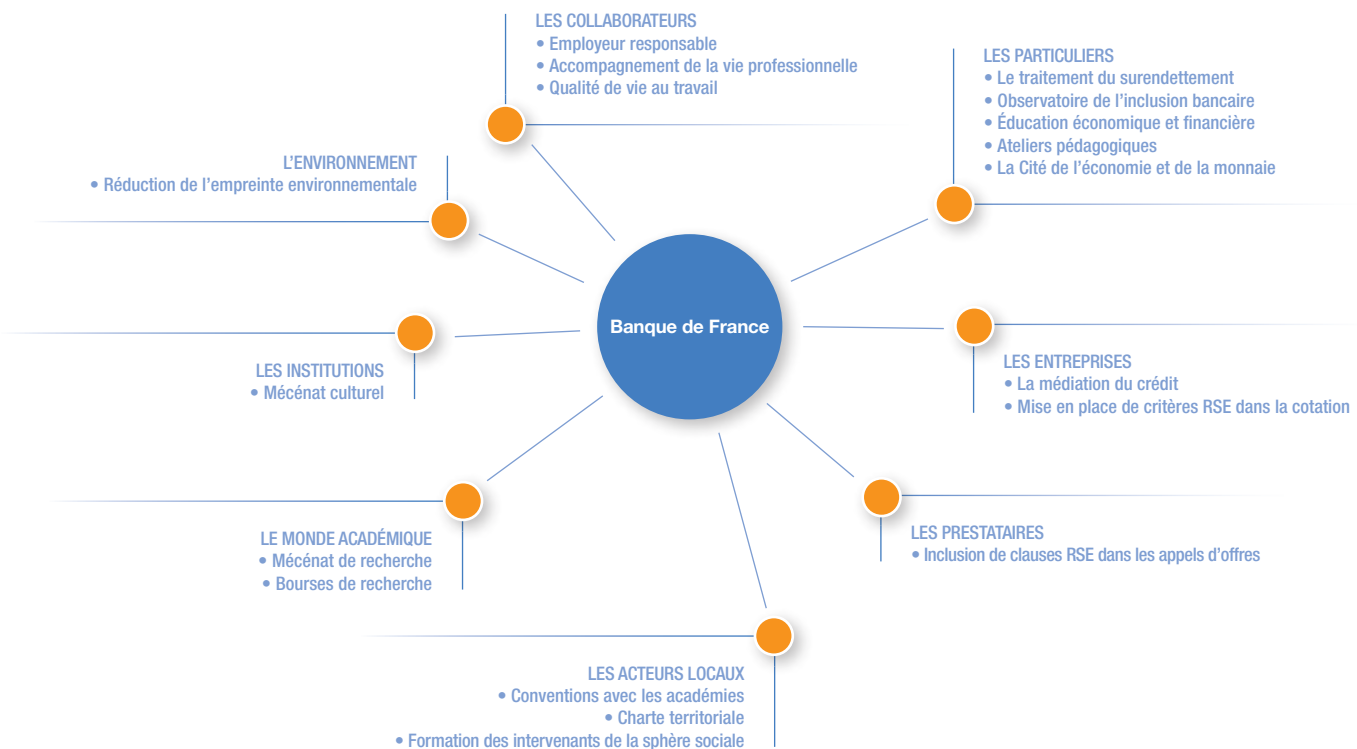 LES COLLABORATEURS
• Employeur responsable
• Accompagnement de la vie professionnelle
• Qualité de vie au travail
LES PARTICULIERS
• Le traitement du surendettement
• Observatoire de l’inclusion bancaire
• Éducation économique et financière
• Ateliers pédagogiques
• La Cité de l’économie et de la monnaie
L’ENVIRONNEMENT
• Réduction de l’empreinte environnementale
Banque de France
LES INSTITUTIONS
• Mécénat culturel
LES ENTREPRISES
• La médiation du crédit
• Mise en place de critères RSE dans la cotation
LE MONDE ACADÉMIQUE
• Mécénat de recherche
• Bourses de recherche
LES PRESTATAIRES
• Inclusion de clauses RSE dans les appels d’offres
LES ACTEURS LOCAUX
• Conventions avec les académies
• Charte territoriale
• Formation des intervenants de la sphère sociale